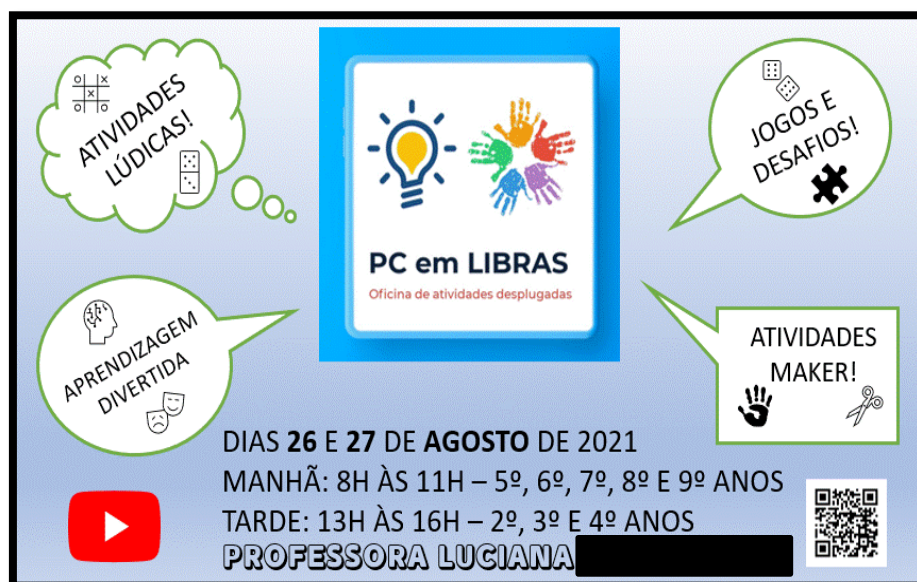 ATIVIDADES
LÚDICAS!
JOGOS E
DESAFIOS!
PC em LIBRAS
Oficina de atividades desplugadas
APRENDIZAGEM
DIVERTIDA
ATIVIDADES
MAKER!
DIAS 26 E 27 DE AGOSTO DE 2021
MANHÃ: 8H ÀS 11H – 5º, 6º, 7º, 8º E 9º ANOS
TARDE: 13H ÀS 16H – 2º, 3º E 4º ANOS
PROFESSORA LUCIANA